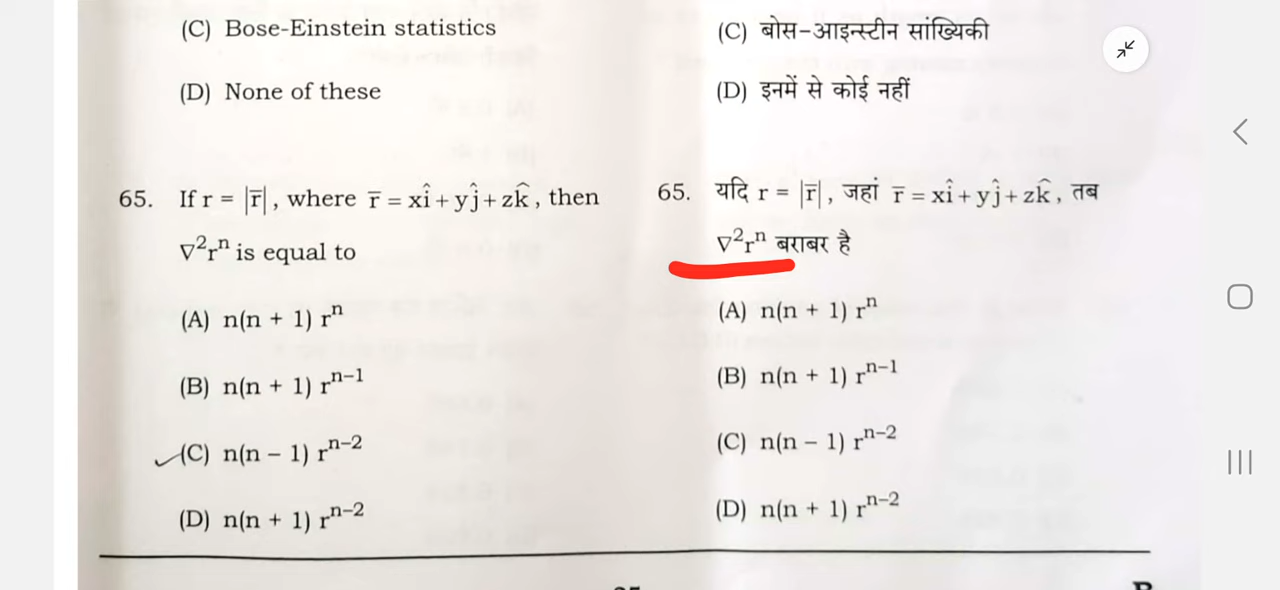 (C) Bose-Einstein statistics
(D) None of these
65. If r = |r̅|, where r̅ = xî + yĵ + zk̂, then
∇²rⁿ is equal to
(A) n(n + 1) rⁿ
(B) n(n + 1) rⁿ⁻¹
(C) n(n – 1) rⁿ⁻²
(D) n(n + 1) rⁿ⁻²
(C) बोस-आइन्स्टीन सांख्यिकी
(D) इनमें से कोई नहीं
65. यदि r = |r̅|, जहां r̅ = xî + yĵ + zk̂, तब
∇²rⁿ बराबर है
(A) n(n + 1) rⁿ
(B) n(n + 1) rⁿ⁻¹
(C) n(n – 1) rⁿ⁻²
(D) n(n + 1) rⁿ⁻²